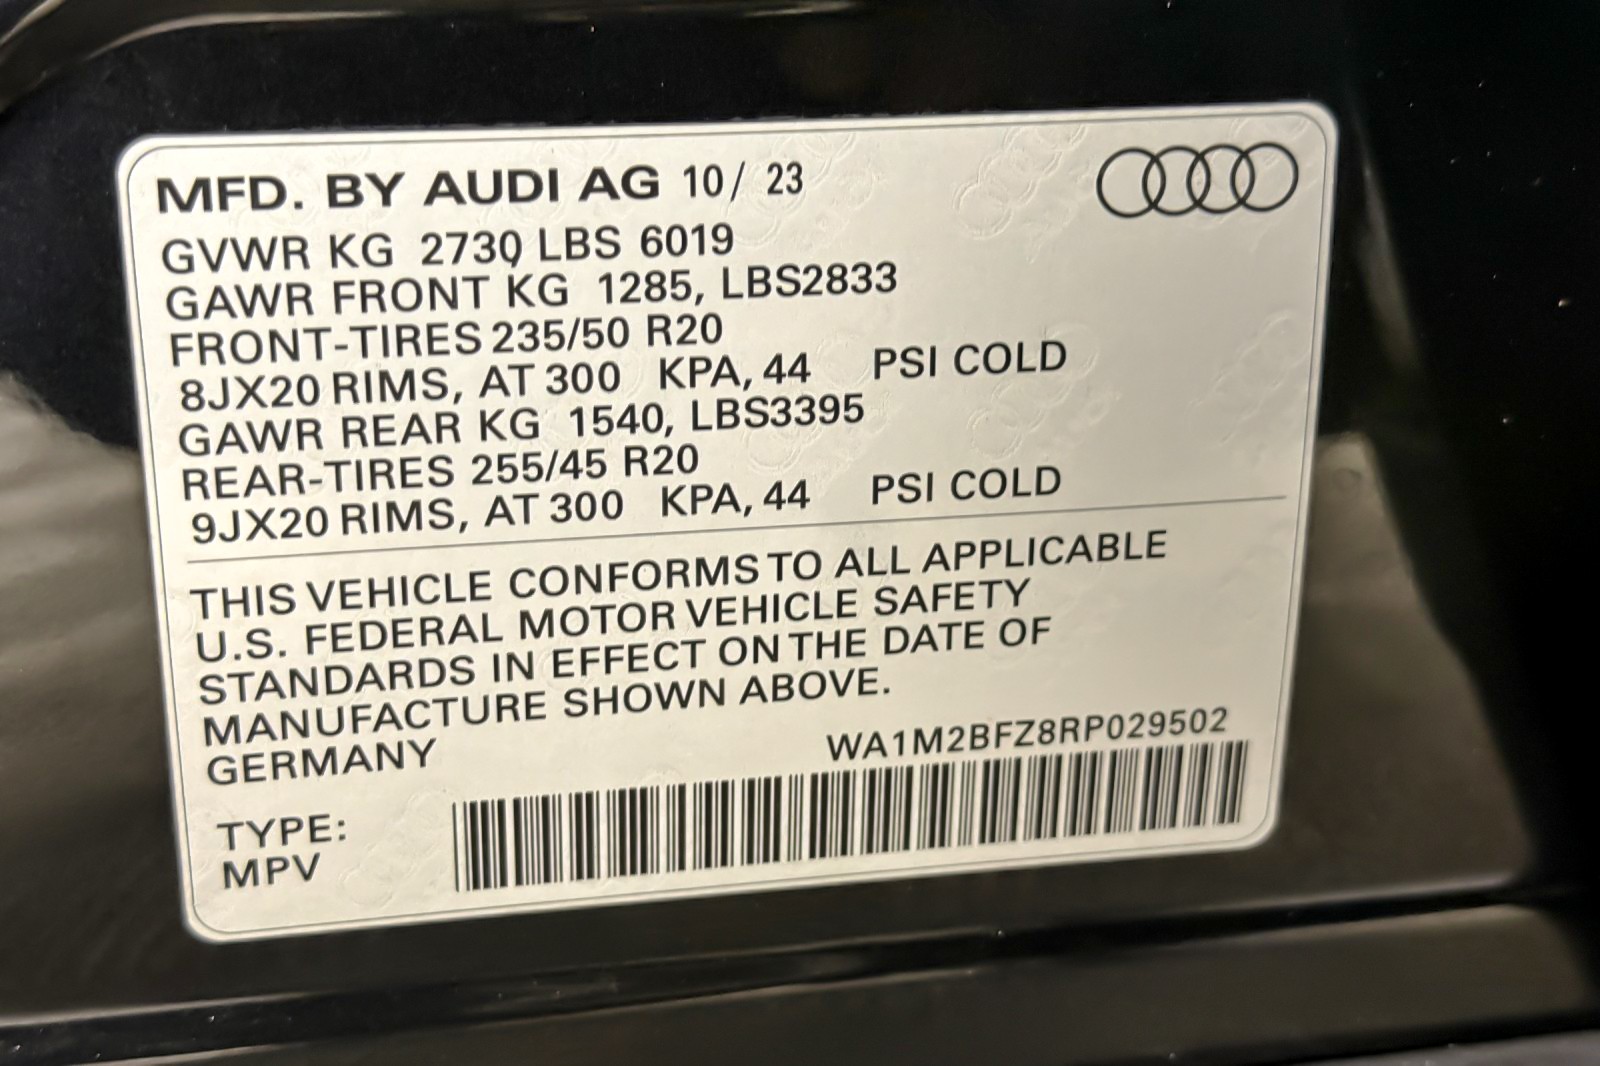 MFD. BY AUDI AG 10/ 23
GVWR KG 2730 LBS 6019
GAWR FRONT KG 1285, LBS2833
FRONT-TIRES 235/50 R20
8JX20 RIMS, AT 300 KPA, 44 PSI COLD
GAWR REAR KG 1540, LBS3395
REAR-TIRES 255/45 R20
9JX20 RIMS, AT 300 KPA, 44 PSI COLD
THIS VEHICLE CONFORMS TO ALL APPLICABLE
U.S. FEDERAL MOTOR VEHICLE SAFETY
STANDARDS IN EFFECT ON THE DATE OF
MANUFACTURE SHOWN ABOVE.
GERMANY
WA1M2BFZ8RP029502
TYPE:
MPV